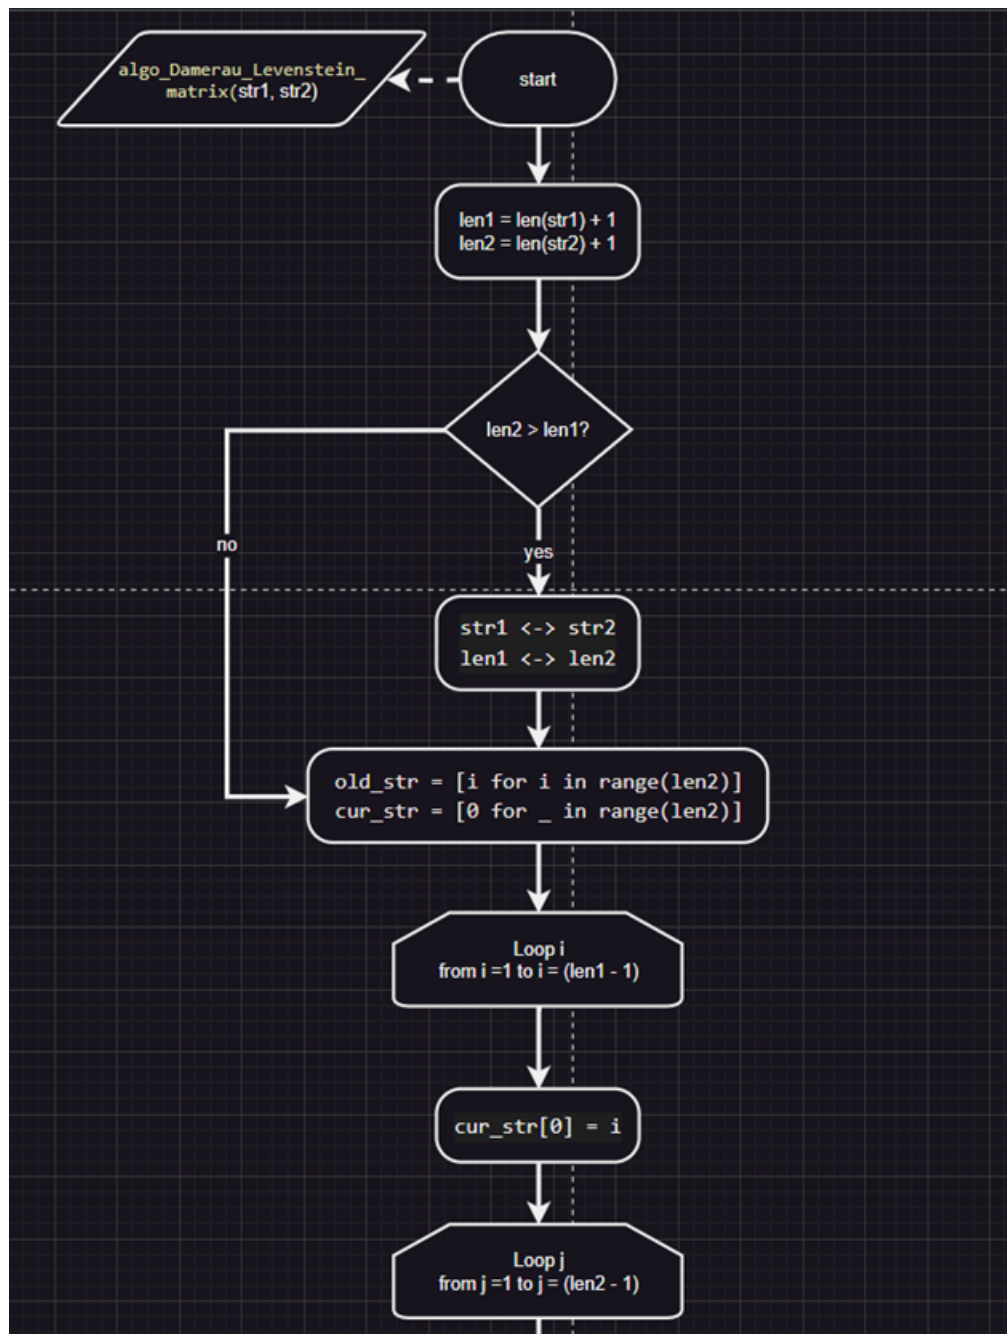 algo_Damerau_Levenstein_
matrix(str1, str2)
start
len1 = len(str1) + 1
len2 = len(str2) + 1
len2 > len1?
no
yes
str1 <-> str2
len1 <-> len2
old_str = [i for i in range(len2)]
cur_str = [0 for _ in range(len2)]
Loop i
from i =1 to i = (len1 - 1)
cur_str[0] = i
Loop j
from j =1 to j = (len2 - 1)